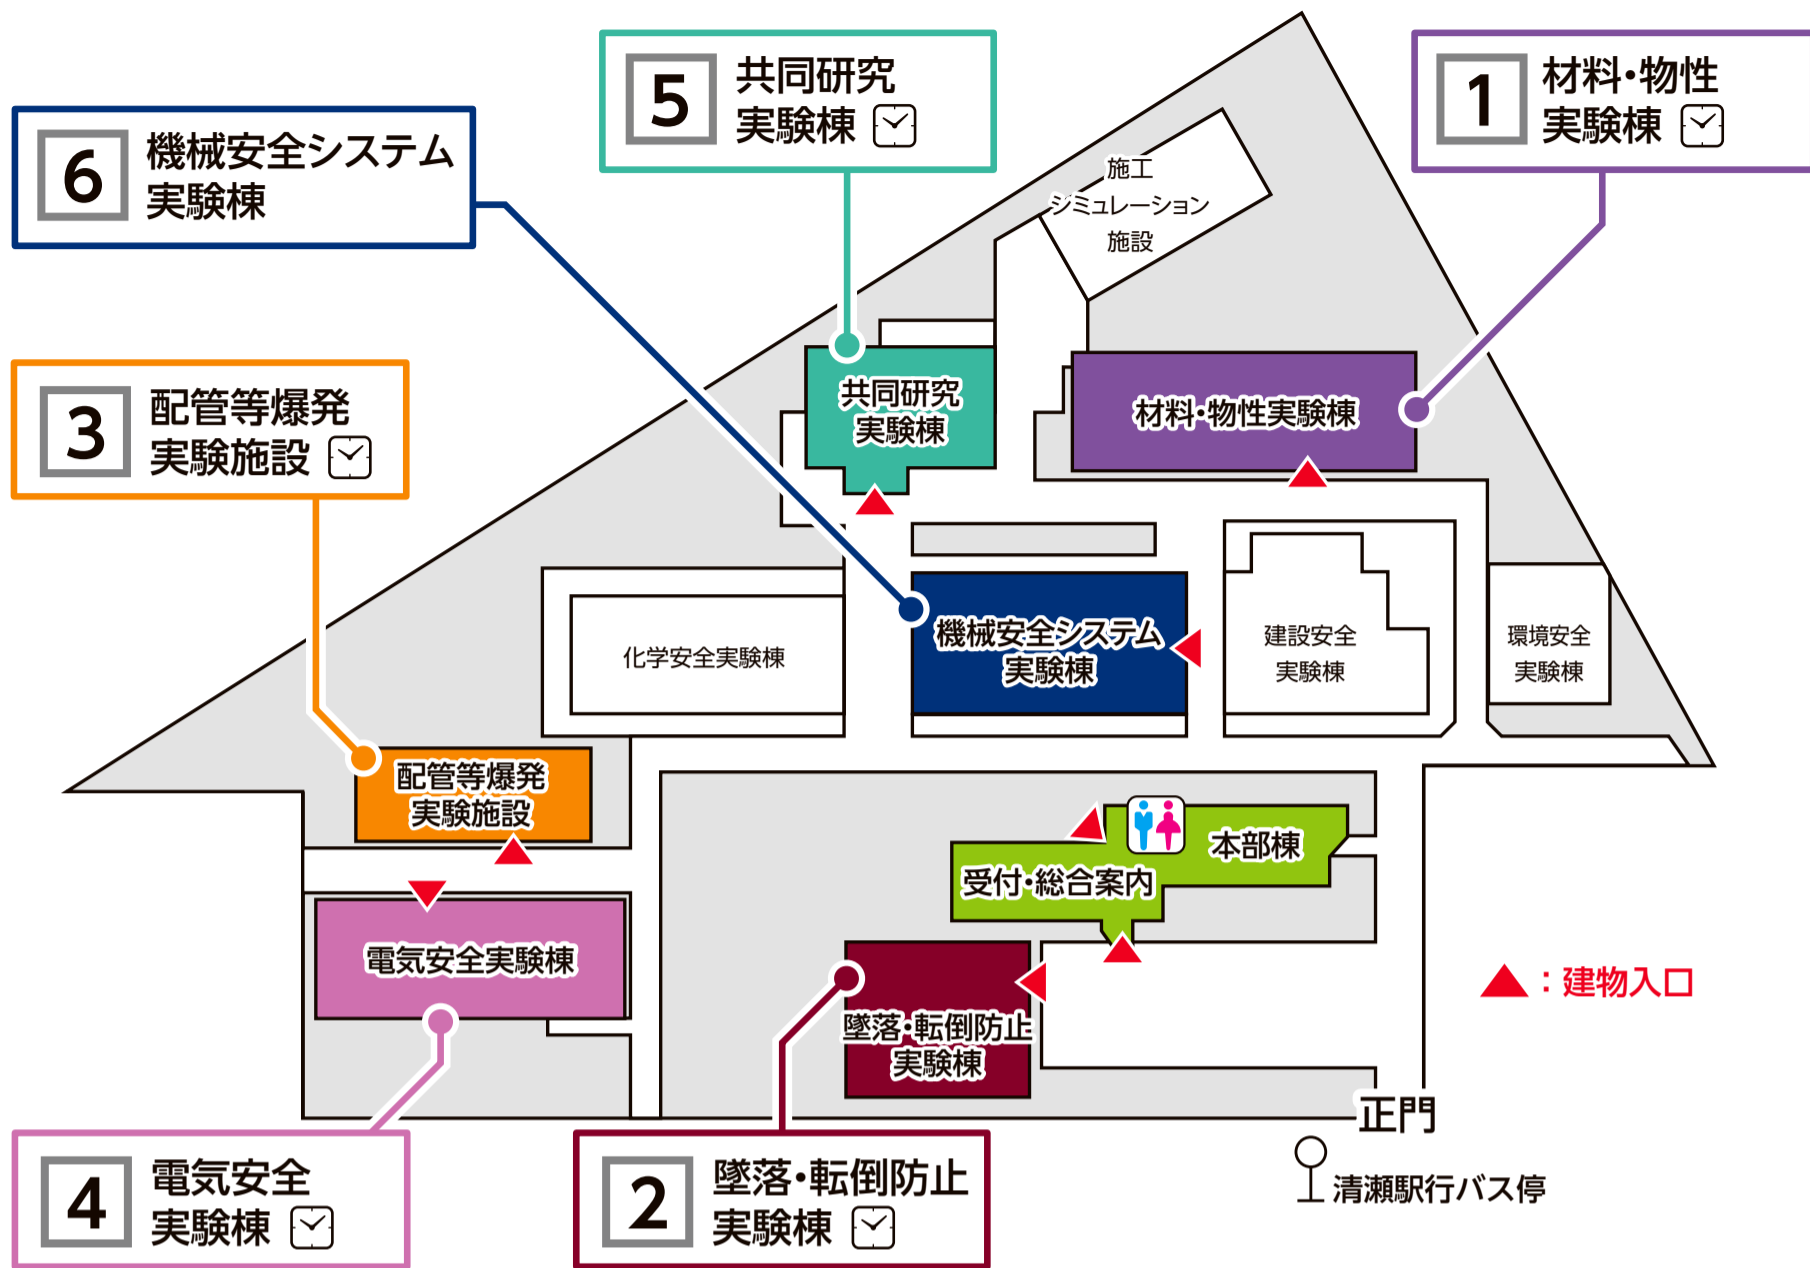 5
共同研究
実験棟
1
材料・物性
実験棟
6
機械安全システム
実験棟
施工
シミュレーション
施設
3
配管等爆発
実験施設
共同研究
実験棟
材料・物性実験棟
化学安全実験棟
機械安全システム
実験棟
建設安全
実験棟
環境安全
実験棟
配管等爆発
実験施設
本部棟
受付・総合案内
電気安全実験棟
墜落・転倒防止
実験棟
▲：建物入口
正門
清瀬駅行バス停
4
電気安全
実験棟
2
墜落・転倒防止
実験棟